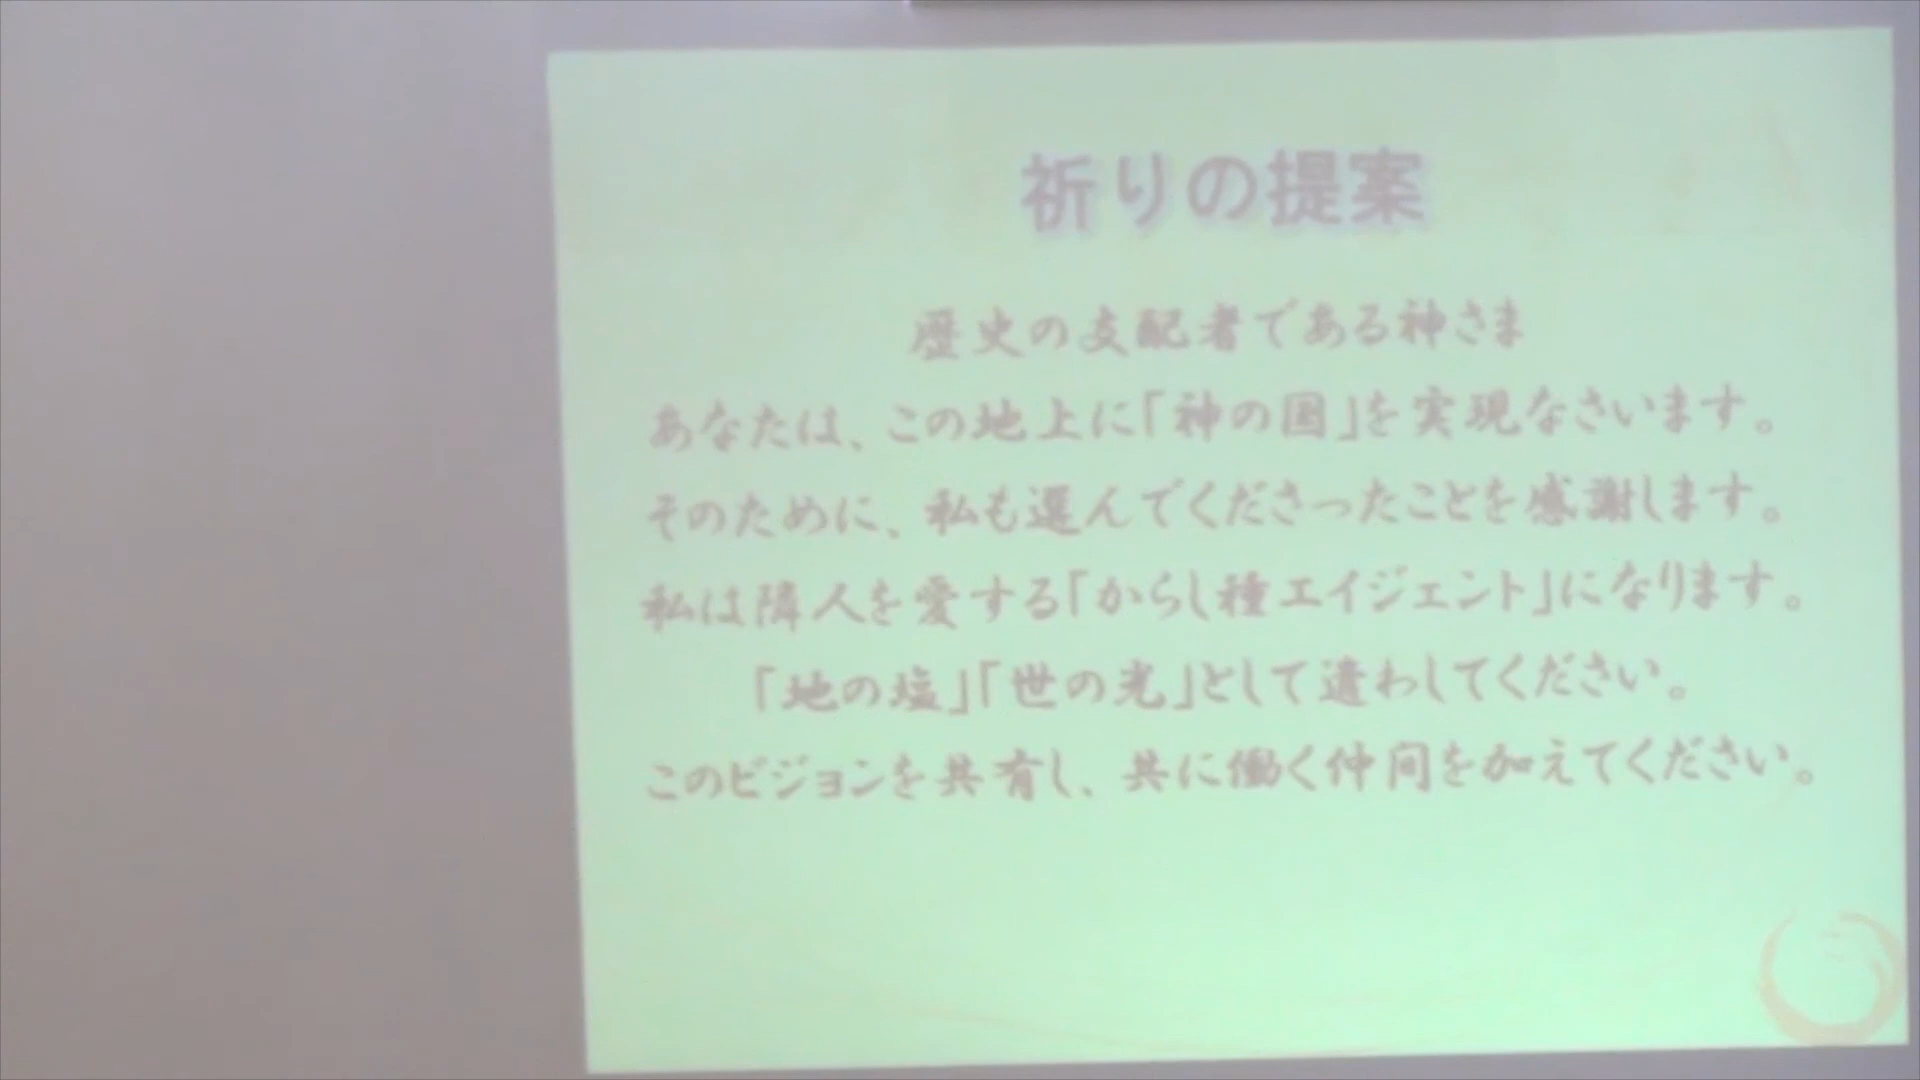 祈りの提案
歴史の支配者である神さま
あなたは、この地上に「神の国」を実現なさいます。
そのために、私も選んでくださったことを感謝します。
私は隣人を愛する「からし種エイジェント」になります。
「地の塩」「世の光」として遣わしてください。
このビジョンを共有し、共に働く仲間を加えてください。